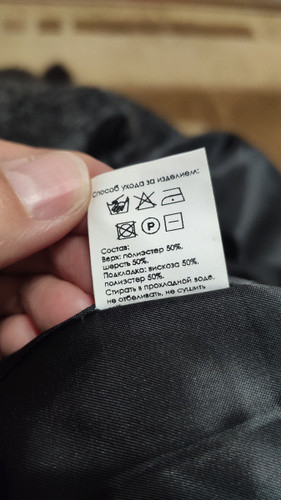 Способ ухода за изделием:
P
Состав:
Верх: полиэстер 50%,
шерсть 50%.
Подкладка: вискоза 50%,
полиэстер 50%.
Стирать в прохладной воде,
не отбеливать, не сушить